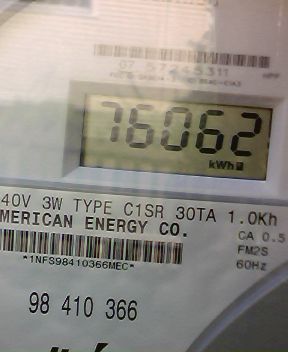 76062
kWh
40V 3W TYPE C1SR 30TA 1.0Kh
MERICAN ENERGY CO.
CA 0.5
FM2S
*1NFS98410366MEC*
60Hz
98 410 366